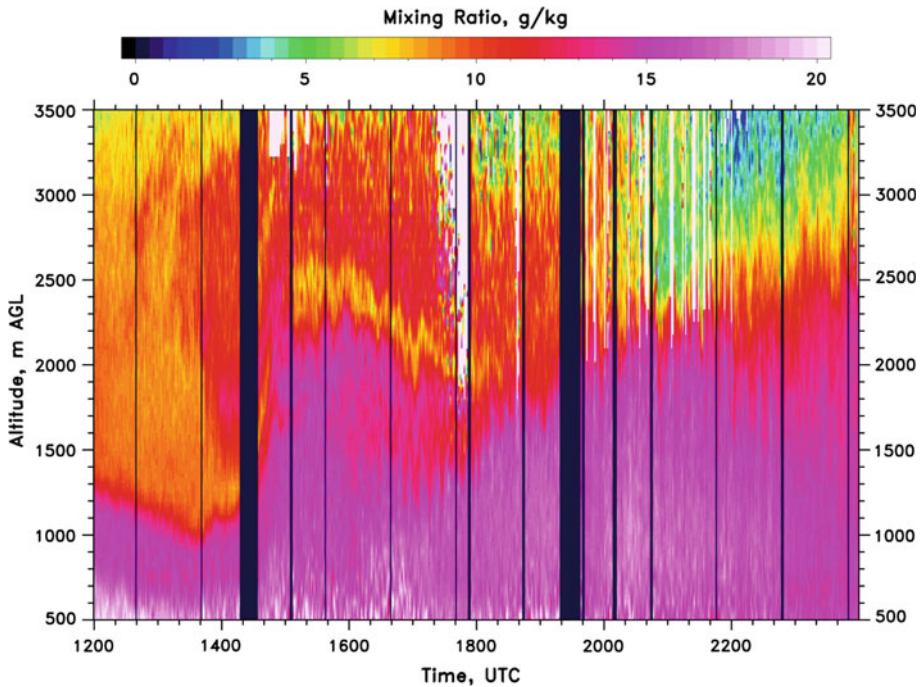 Mixing Ratio, g/kg
0 5 10 15 20
3500 3500
3000 3000
2500 2500
2000 2000
1500 1500
1000 1000
500 500
Altitude, m AGL
1200 1400 1600 1800 2000 2200
Time, UTC